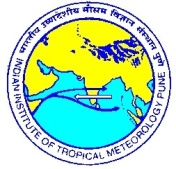 भारतीय उष्णदेशीय मौसम विज्ञान संस्थान पुणे
INDIAN INSTITUTE OF TROPICAL METEOROLOGY PUNE